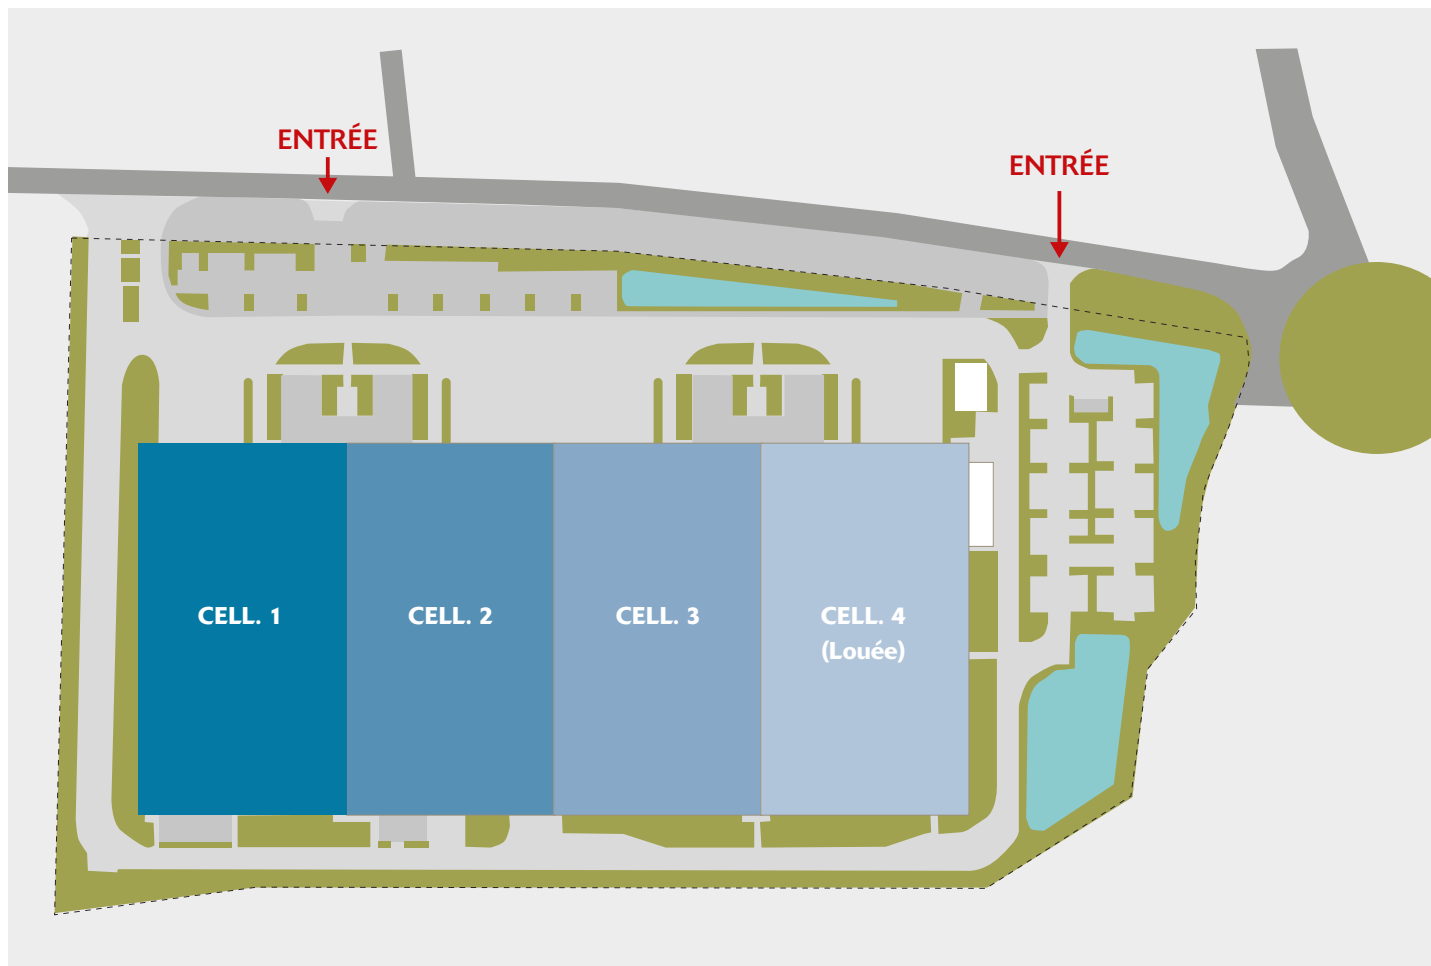 ENTRÉE
ENTRÉE
CELL. 1
CELL. 2
CELL. 3
CELL. 4
(Louée)